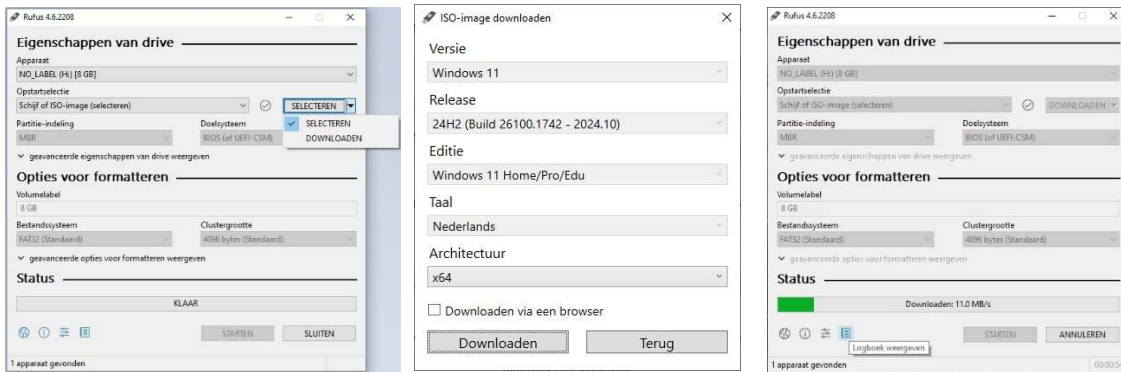 Rufus 4.6.2208
Eigenschappen van drive
Apparaat
NO_LABEL (H:) [8 GB]
Opstartselectie
Schijf of ISO-image (selecteren)
SELECTEREN
Partitie-indeling
Doelsysteem
SELECTEREN
MBR
BIOS (of UEFI-CSM)
DOWNLOADEN
geavanceerde eigenschappen van drive weergeven
Opties voor formatteren
Volumelabel
8 GB
Bestandssysteem
Clustergrootte
FAT32 (Standaard)
4096 bytes (Standaard)
geavanceerde opties voor formatteren weergeven
Status
KLAAR
STARTEN
SLUITEN
1 apparaat gevonden
ISO-image downloaden
Versie
Windows 11
Release
24H2 (Build 26100.1742 - 2024.10)
Editie
Windows 11 Home/Pro/Edu
Taal
Nederlands
Architectuur
x64
Downloaden via een browser
Downloaden
Terug
Rufus 4.6.2208
Eigenschappen van drive
Apparaat
NO_LABEL (H:) [8 GB]
Opstartselectie
Schijf of ISO-image (selecteren)
DOWNLOADEN
Partitie-indeling
Doelsysteem
MBR
BIOS (of UEFI-CSM)
geavanceerde eigenschappen van drive weergeven
Opties voor formatteren
Volumelabel
8 GB
Bestandssysteem
Clustergrootte
FAT32 (Standaard)
4096 bytes (Standaard)
geavanceerde opties voor formatteren weergeven
Status
Downloaden: 11.0 MB/s
STARTEN
ANNULEREN
Logboek weergeven
1 apparaat gevonden